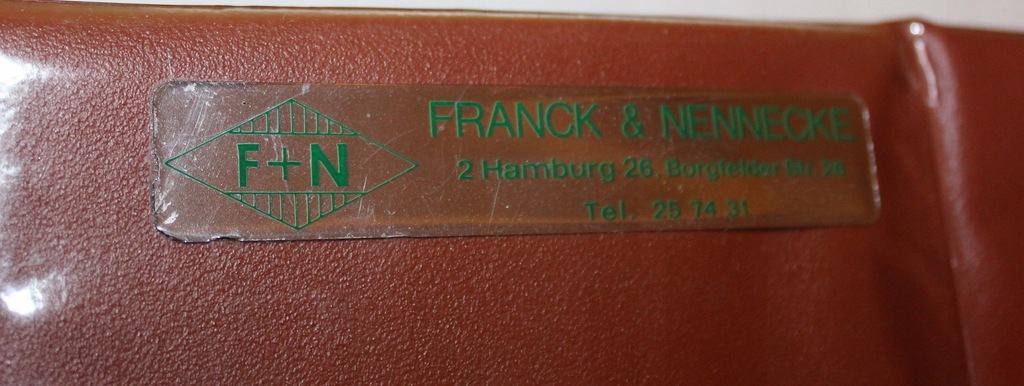 F+N
FRANCK & NENNECKE
2 Hamburg 26, Borgfelder Str. 26
Tel. 25 74 31